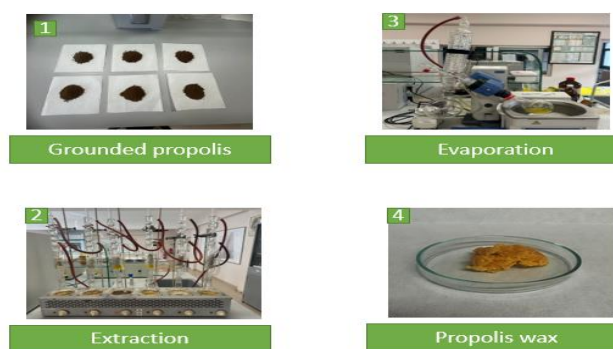 1
Grounded propolis
2
Extraction
3
Evaporation
4
Propolis wax